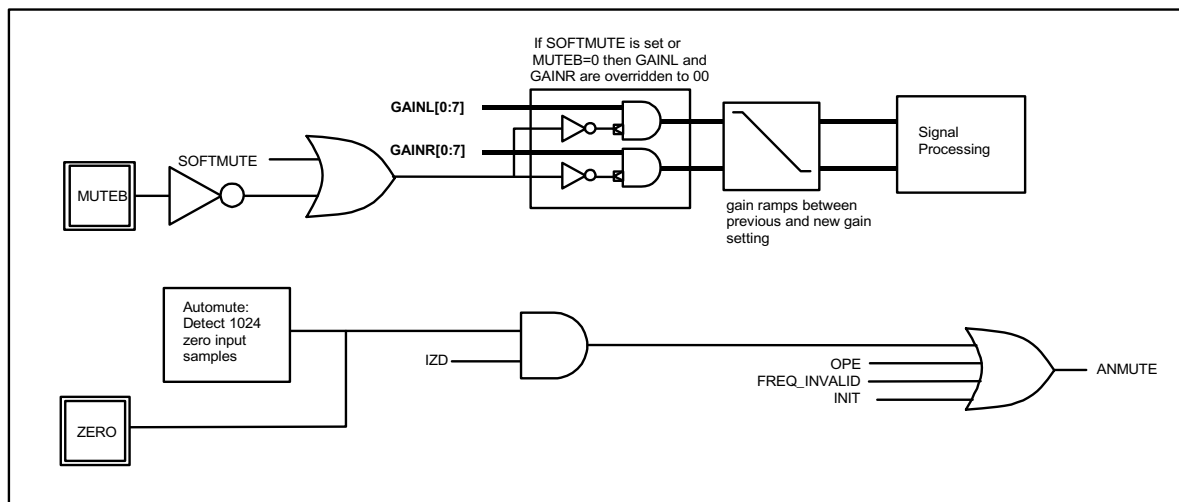 If SOFTMUTE is set or
MUTEB=0 then GAINL and
GAINR are overridden to 00
GAINL[0:7]
GAINR[0:7]
SOFTMUTE
MUTEB
Signal
Processing
gain ramps between
previous and new gain
setting
Automute:
Detect 1024
zero input
samples
IZD
OPE
FREQ_INVALID
INIT
ANMUTE
ZERO